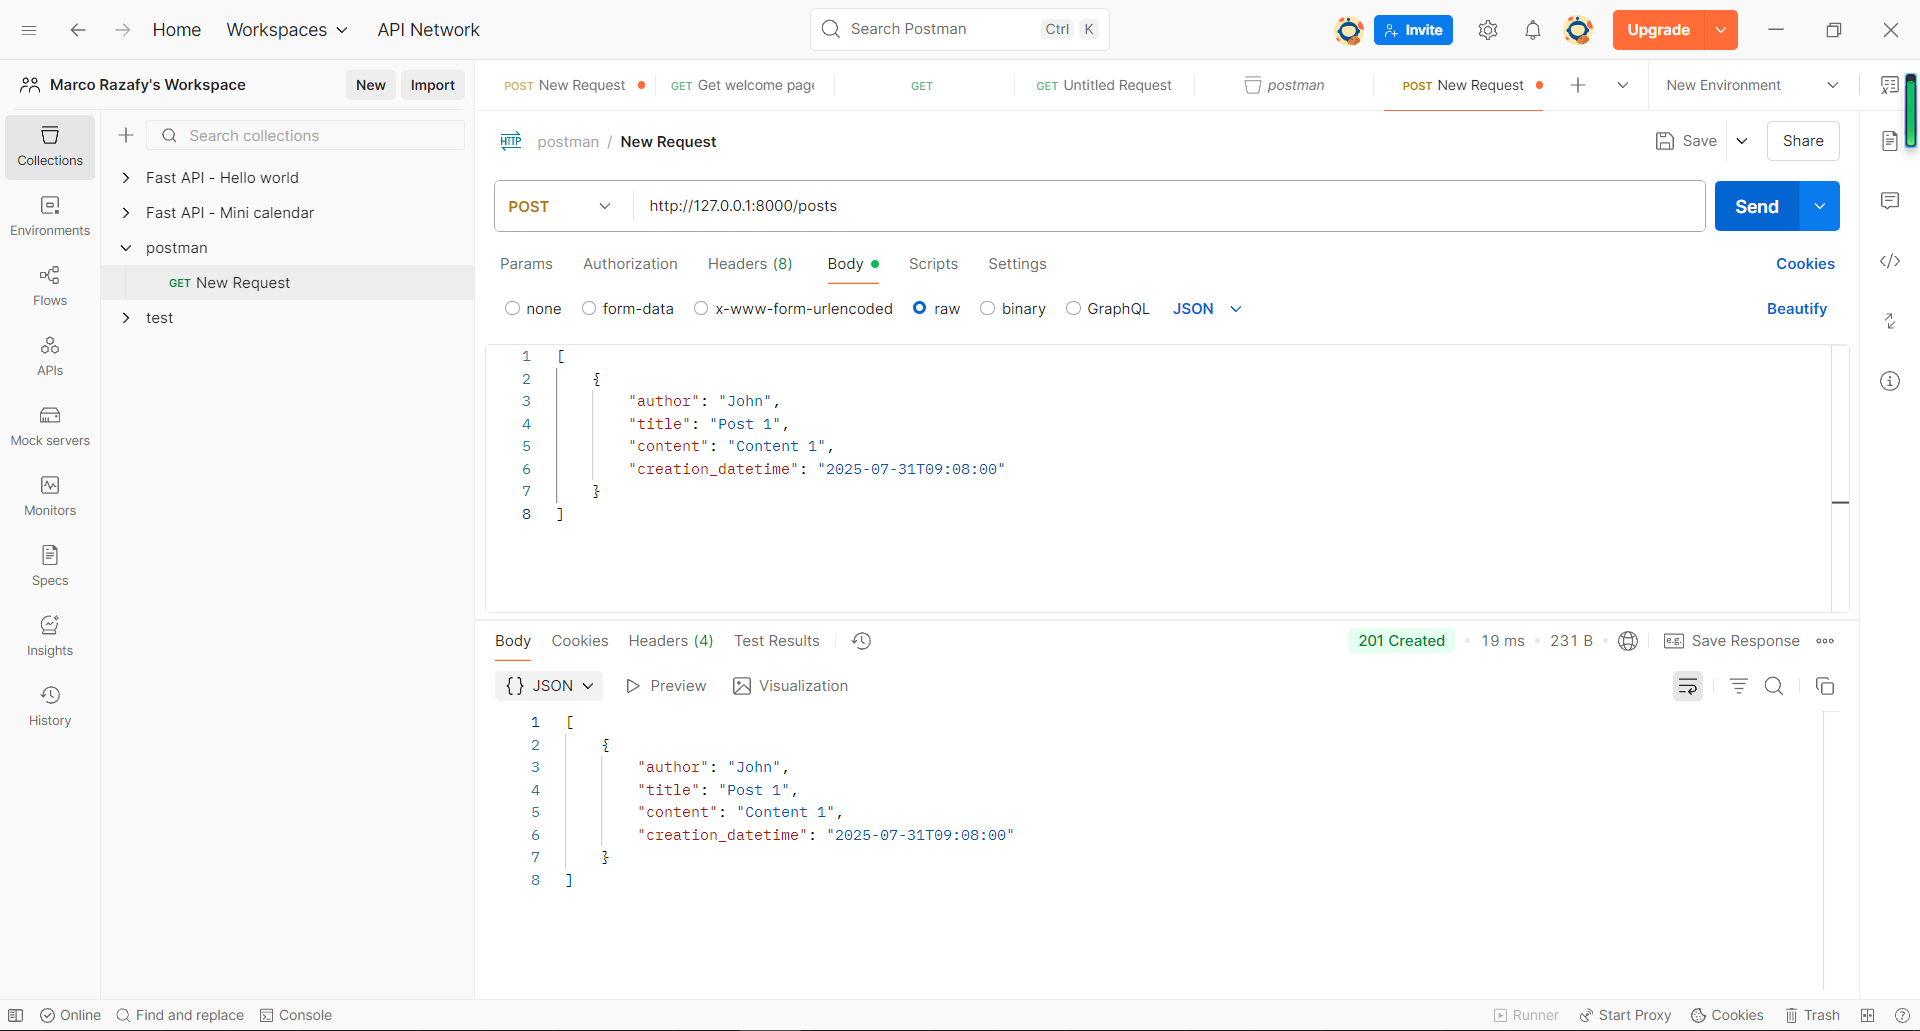 Home Workspaces API Network Search Postman Ctrl K Invite Upgrade
Marco Razafy's Workspace New Import
POST New Request GET Get welcome page GET GET Untitled Request postman POST New Request New Environment
Collections
Environments
Flows
APIs
Mock servers
Monitors
Specs
Insights
History
Search collections
Fast API - Hello world
Fast API - Mini calendar
postman
GET New Request
test
HTTP postman / New Request Save Share
POST http://127.0.0.1:8000/posts Send
Params Authorization Headers (8) Body Scripts Settings Cookies
none form-data x-www-form-urlencoded raw binary GraphQL JSON Beautify
1 [
2 {
3 "author": "John",
4 "title": "Post 1",
5 "content": "Content 1",
6 "creation_datetime": "2025-07-31T09:08:00"
7 }
8 ]
Body Cookies Headers (4) Test Results 201 Created 19 ms 231 B e.g. Save Response
{} JSON Preview Visualization
1 [
2 {
3 "author": "John",
4 "title": "Post 1",
5 "content": "Content 1",
6 "creation_datetime": "2025-07-31T09:08:00"
7 }
8 ]
Online Find and replace Console Runner Start Proxy Cookies Trash